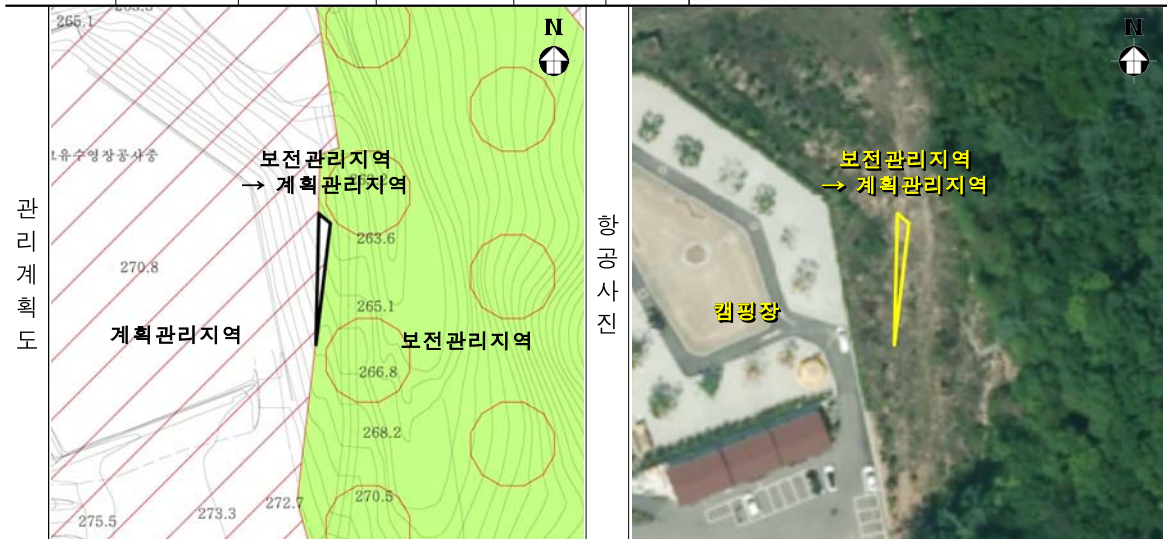 265.1
N
유수영장공사중
보전관리지역
→ 계획관리지역
263.6
270.8
265.1
계획관리지역
보전관리지역
266.8
268.2
270.5
272.7
273.3
275.5
관리계획도
N
보전관리지역
→ 계획관리지역
캠핑장
항공사진